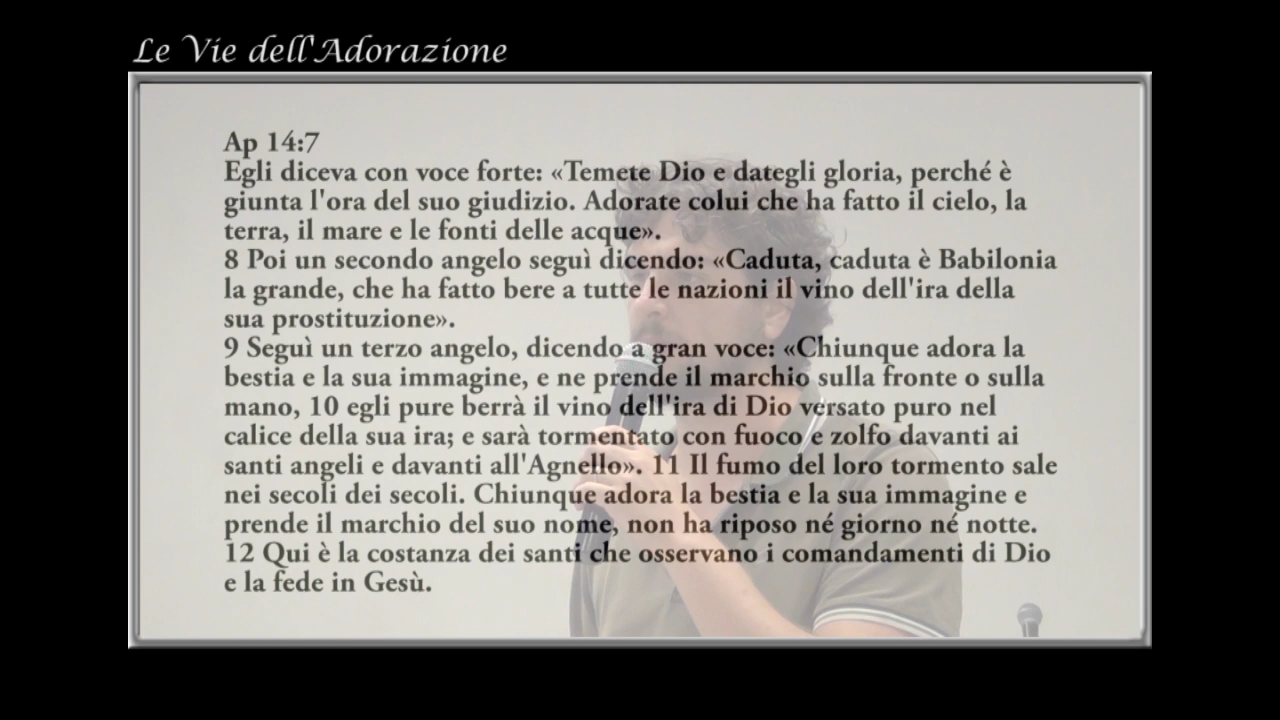 Le Vie dell'Adorazione
Ap 14:7
Egli diceva con voce forte: «Temete Dio e dategli gloria, perché è
giunta l'ora del suo giudizio. Adorate colui che ha fatto il cielo, la
terra, il mare e le fonti delle acque».
8 Poi un secondo angelo seguì dicendo: «Caduta, caduta è Babilonia
la grande, che ha fatto bere a tutte le nazioni il vino dell'ira della
sua prostituzione».
9 Seguì un terzo angelo, dicendo a gran voce: «Chiunque adora la
bestia e la sua immagine, e ne prende il marchio sulla fronte o sulla
mano, 10 egli pure berrà il vino dell'ira di Dio versato puro nel
calice della sua ira; e sarà tormentato con fuoco e zolfo davanti ai
santi angeli e davanti all'Agnello». 11 Il fumo del loro tormento sale
nei secoli dei secoli. Chiunque adora la bestia e la sua immagine e
prende il marchio del suo nome, non ha riposo né giorno né notte.
12 Qui è la costanza dei santi che osservano i comandamenti di Dio
e la fede in Gesù.